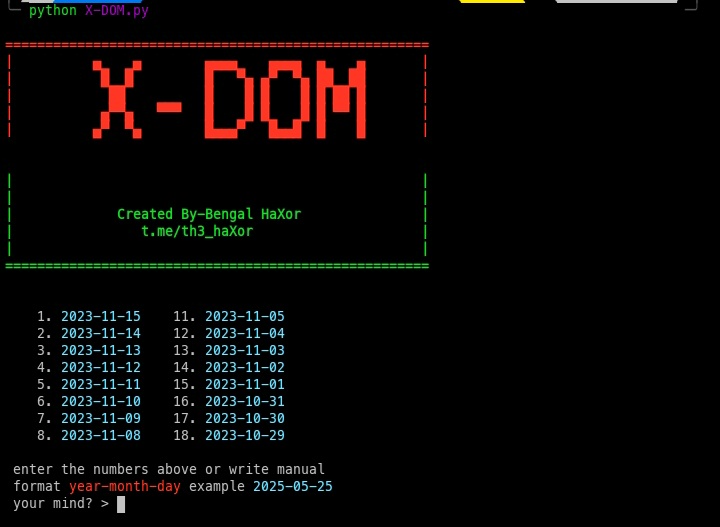 python X-DOM.py
X-DOM
Created By-Bengal HaXor
t.me/th3_haXor
1. 2023-11-15 11. 2023-11-05
2. 2023-11-14 12. 2023-11-04
3. 2023-11-13 13. 2023-11-03
4. 2023-11-12 14. 2023-11-02
5. 2023-11-11 15. 2023-11-01
6. 2023-11-10 16. 2023-10-31
7. 2023-11-09 17. 2023-10-30
8. 2023-11-08 18. 2023-10-29
enter the numbers above or write manual
format year-month-day example 2025-05-25
your mind? >